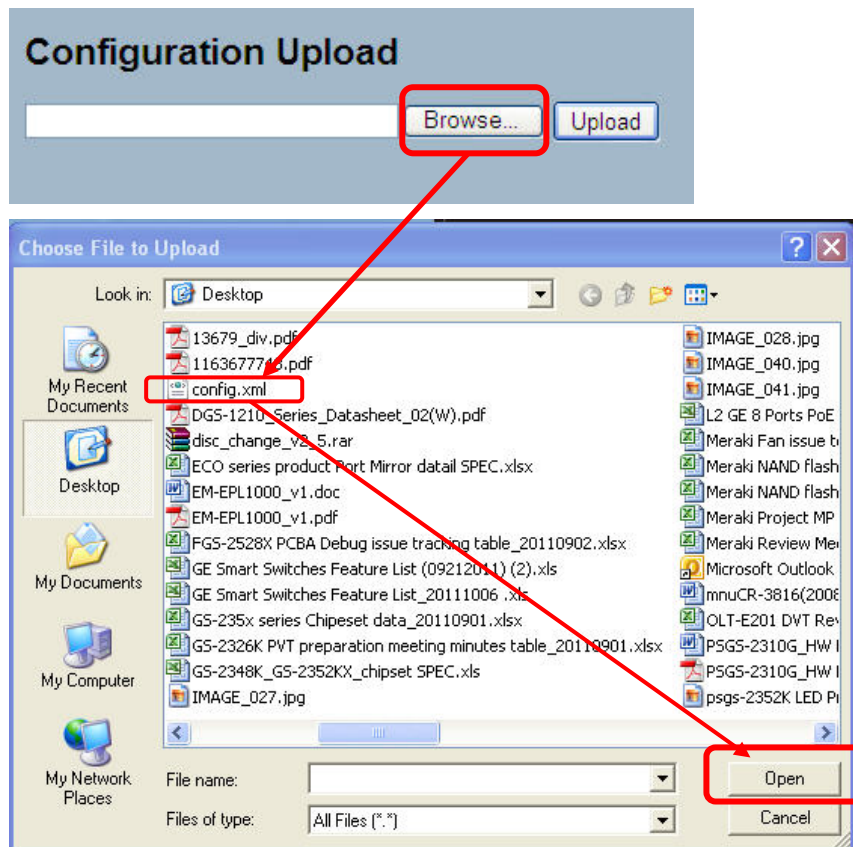 Configuration Upload
Browse... Upload
Choose File to Upload
Look in: Desktop
My Recent Documents
Desktop
My Documents
My Computer
My Network Places
13679_div.pdf
config.xml
DGS-1210_Series_Datasheet_02(W).pdf
disc_change_v2_5.rar
ECO series product Port Mirror datail SPEC.xlsx
EM-EPL1000_v1.doc
EM-EPL1000_v1.pdf
FGS-2528X PCBA Debug issue tracking table_20110902.xlsx
GE Smart Switches Feature List (09212011) (2).xls
GE Smart Switches Feature List_20111006 .xls
GS-235x series Chipeset data_20110901.xlsx
GS-2326K PVT preparation meeting minutes table_20110901.xlsx
GS-2348K_GS-2352KX_chipset SPEC.xls
IMAGE_027.jpg
IMAGE_028.jpg
IMAGE_040.jpg
IMAGE_041.jpg
L2 GE 8 Ports PoE
Meraki Fan issue t
Meraki NAND flash
Meraki NAND flash
Meraki Project MP
Meraki Review Me
Microsoft Outlook
mnuCR-3816(2008
OLT-E201 DVT Rev
PSGS-2310G_HW
PSGS-2310G_HW
psgs-2352K LED P
File name:
Open
Files of type: All Files (*.*)
Cancel